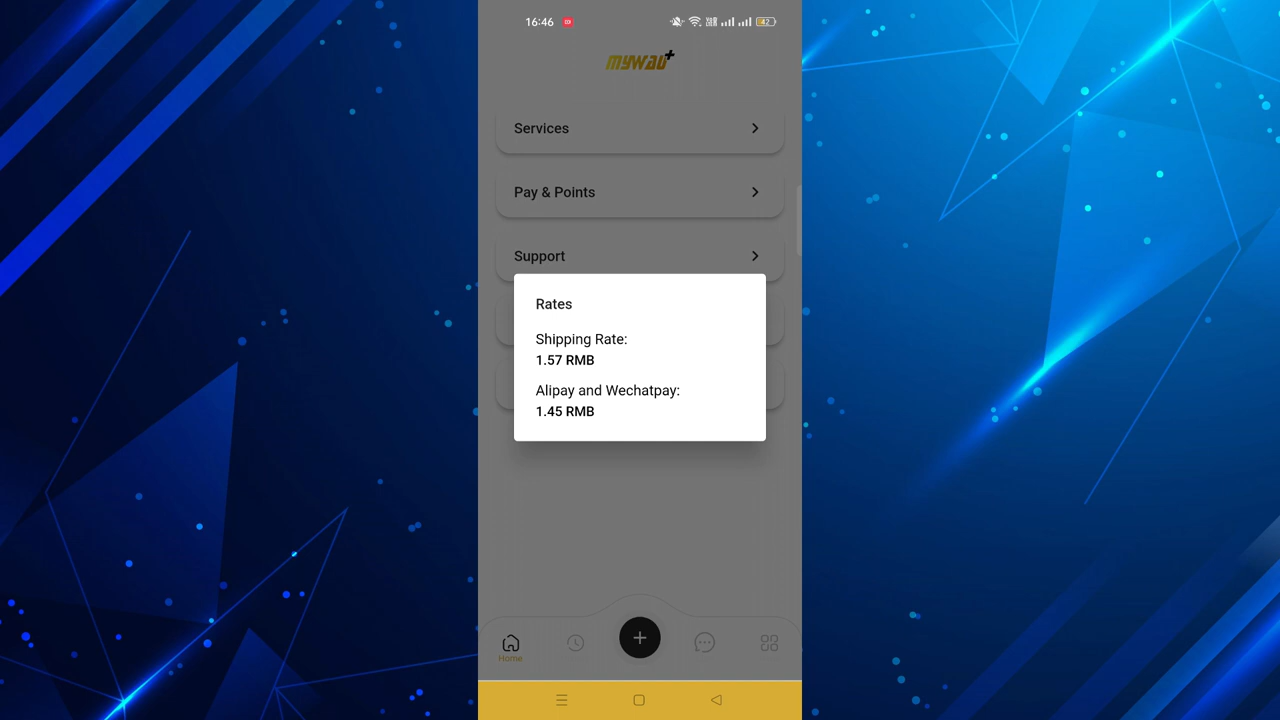 16:46
42
mywau+
Services
Pay & Points
Support
Rates
Shipping Rate:
1.57 RMB
Alipay and Wechatpay:
1.45 RMB
Home